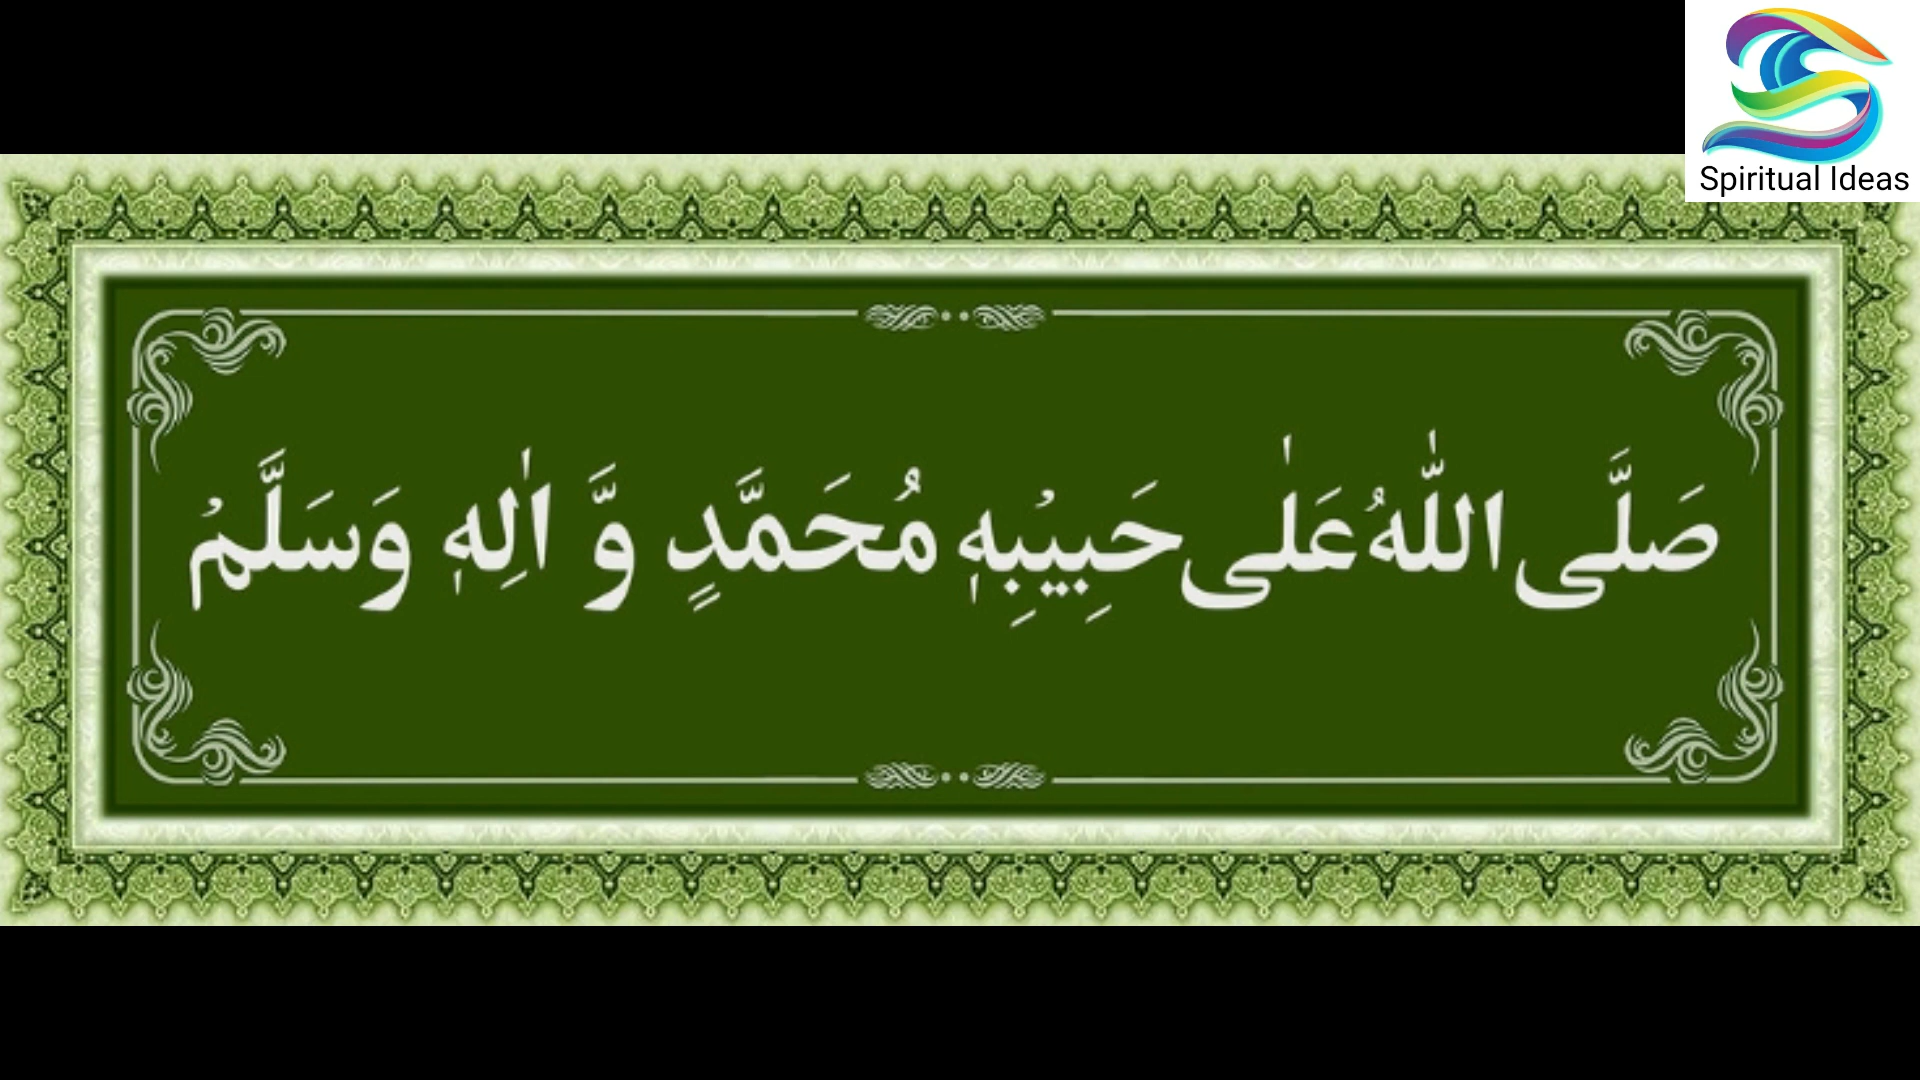 Spiritual Ideas
صَلَّی اللّٰهُ عَلٰی حَبِیْبِهٖ مُحَمَّدٍ وَّ اٰلِهٖ وَسَلَّمْ